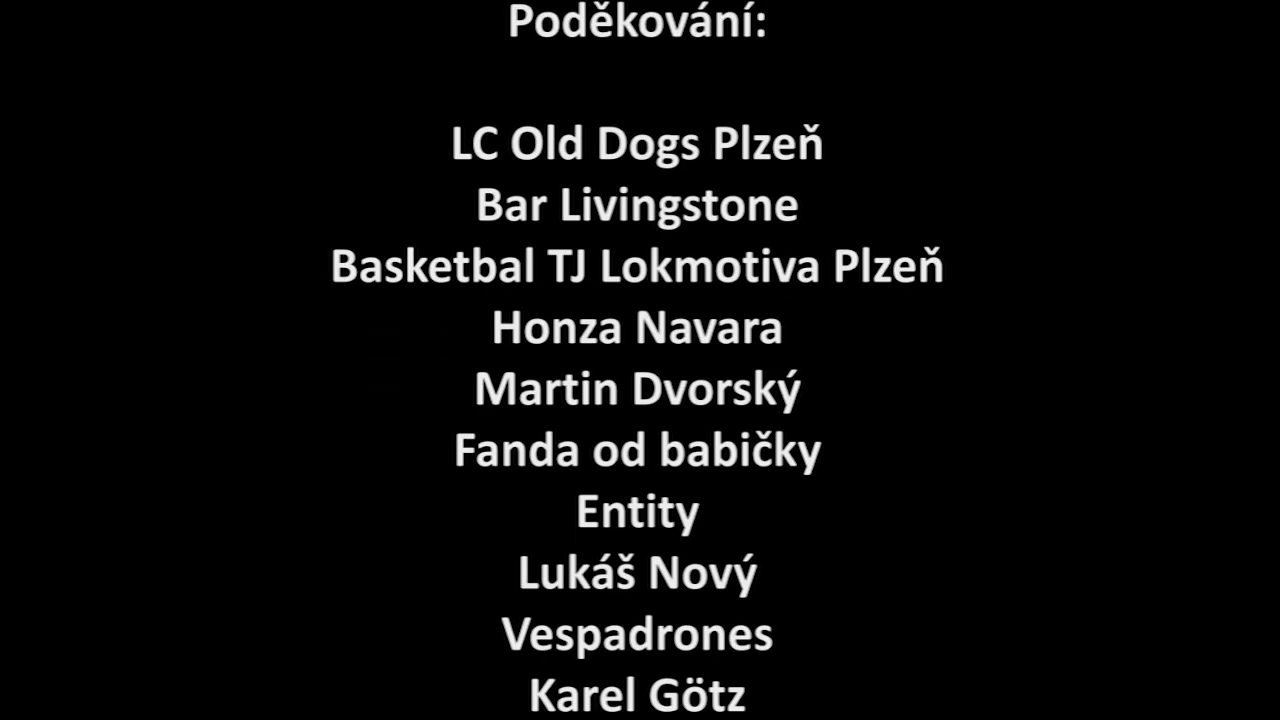 Poděkování:
LC Old Dogs Plzeň
Bar Livingstone
Basketbal TJ Lokmotiva Plzeň
Honza Navara
Martin Dvorský
Fanda od babičky
Entity
Lukáš Nový
Vespadrones
Karel Götz